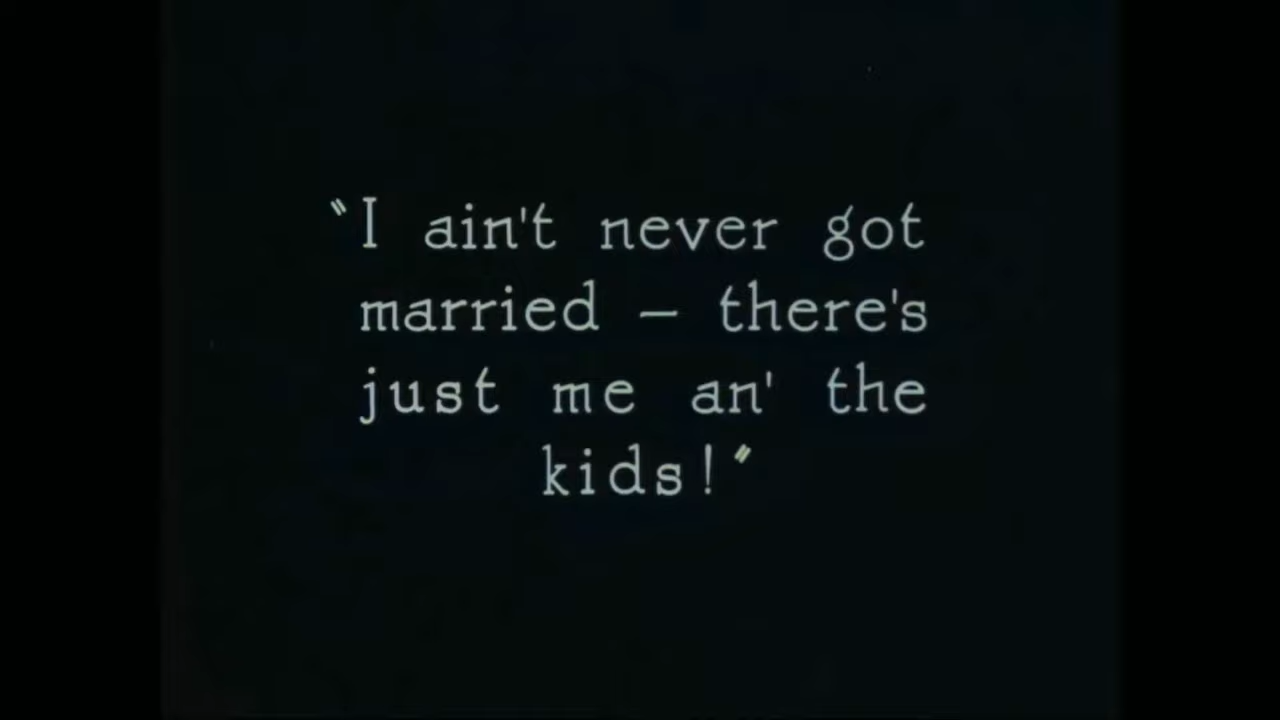 "I ain't never got
married – there's
just me an' the
kids!"